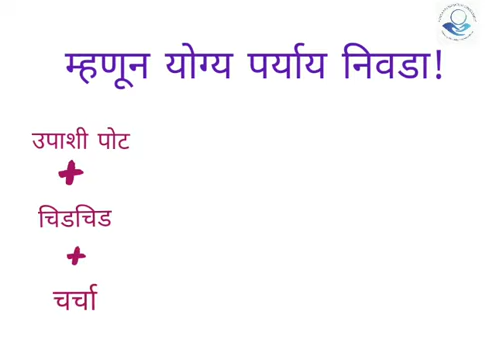 म्हणून योग्य पर्याय निवडा!
उपाशी पोट
+
चिडचिड
+
चर्चा